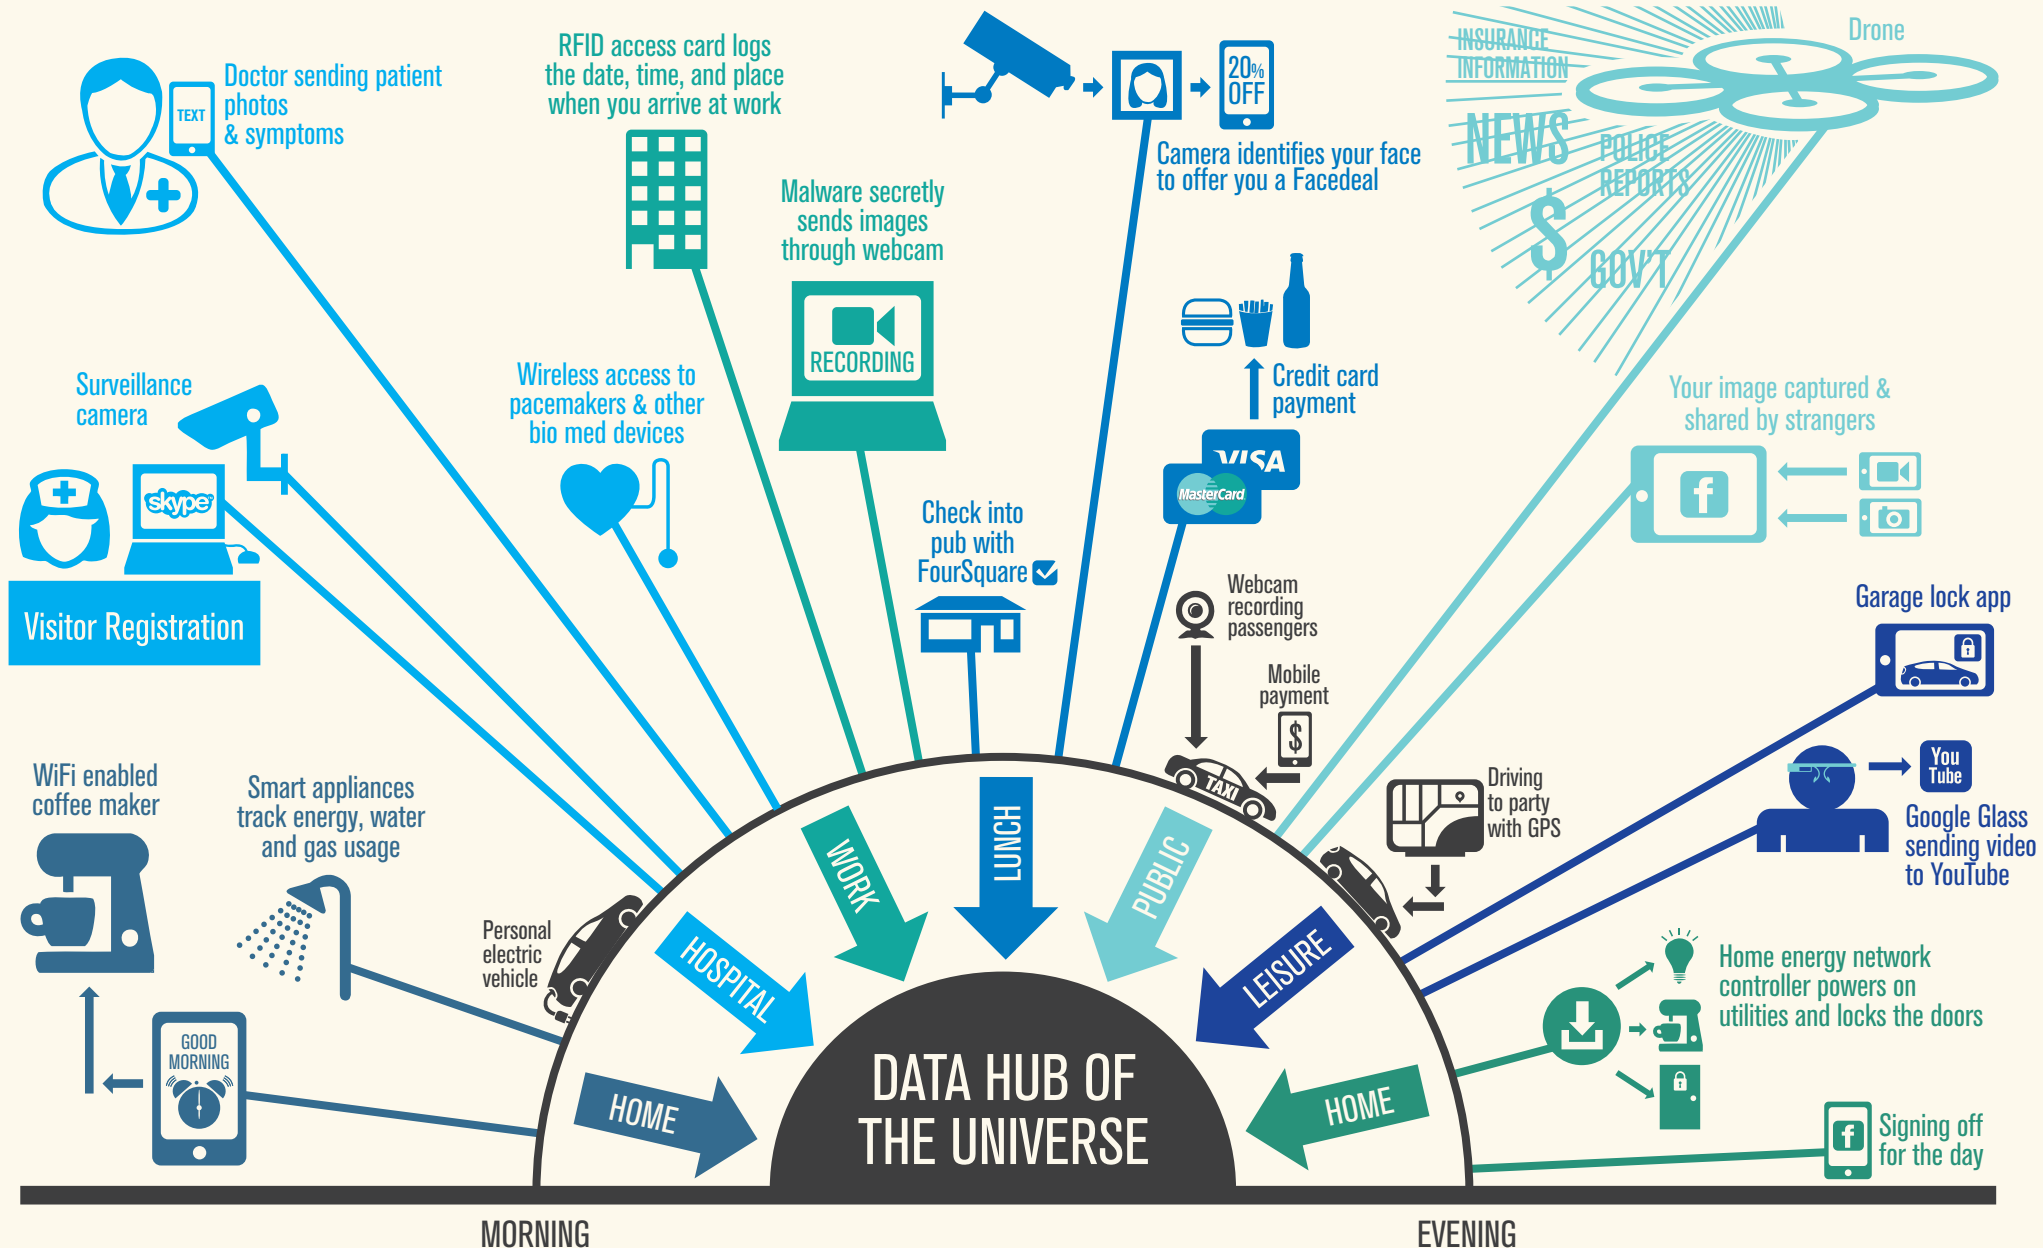 Doctor sending patient
photos
& symptoms
TEXT
RFID access card logs
the date, time, and place
when you arrive at work
Malware secretly
sends images
through webcam
RECORDING
20%
OFF
Camera identifies your face
to offer you a Facedeal
INSURANCE
INFORMATION
NEWS
POLICE
REPORTS
$
GOV'T
Drone
Surveillance
camera
skype
Visitor Registration
Wireless access to
pacemakers & other
bio med devices
Check into
pub with
FourSquare
Credit card
payment
VISA
MasterCard
Your image captured &
shared by strangers
f
Webcam
recording
passengers
Mobile
payment
$
TAXI
Driving
to party
with GPS
Garage lock app
You
Tube
Google Glass
sending video
to YouTube
WiFi enabled
coffee maker
Smart appliances
track energy, water
and gas usage
GOOD
MORNING
Personal
electric
vehicle
HOME
HOSPITAL
WORK
LUNCH
PUBLIC
LEISURE
HOME
DATA HUB OF
THE UNIVERSE
Home energy network
controller powers on
utilities and locks the doors
f
Signing off
for the day
MORNING
EVENING